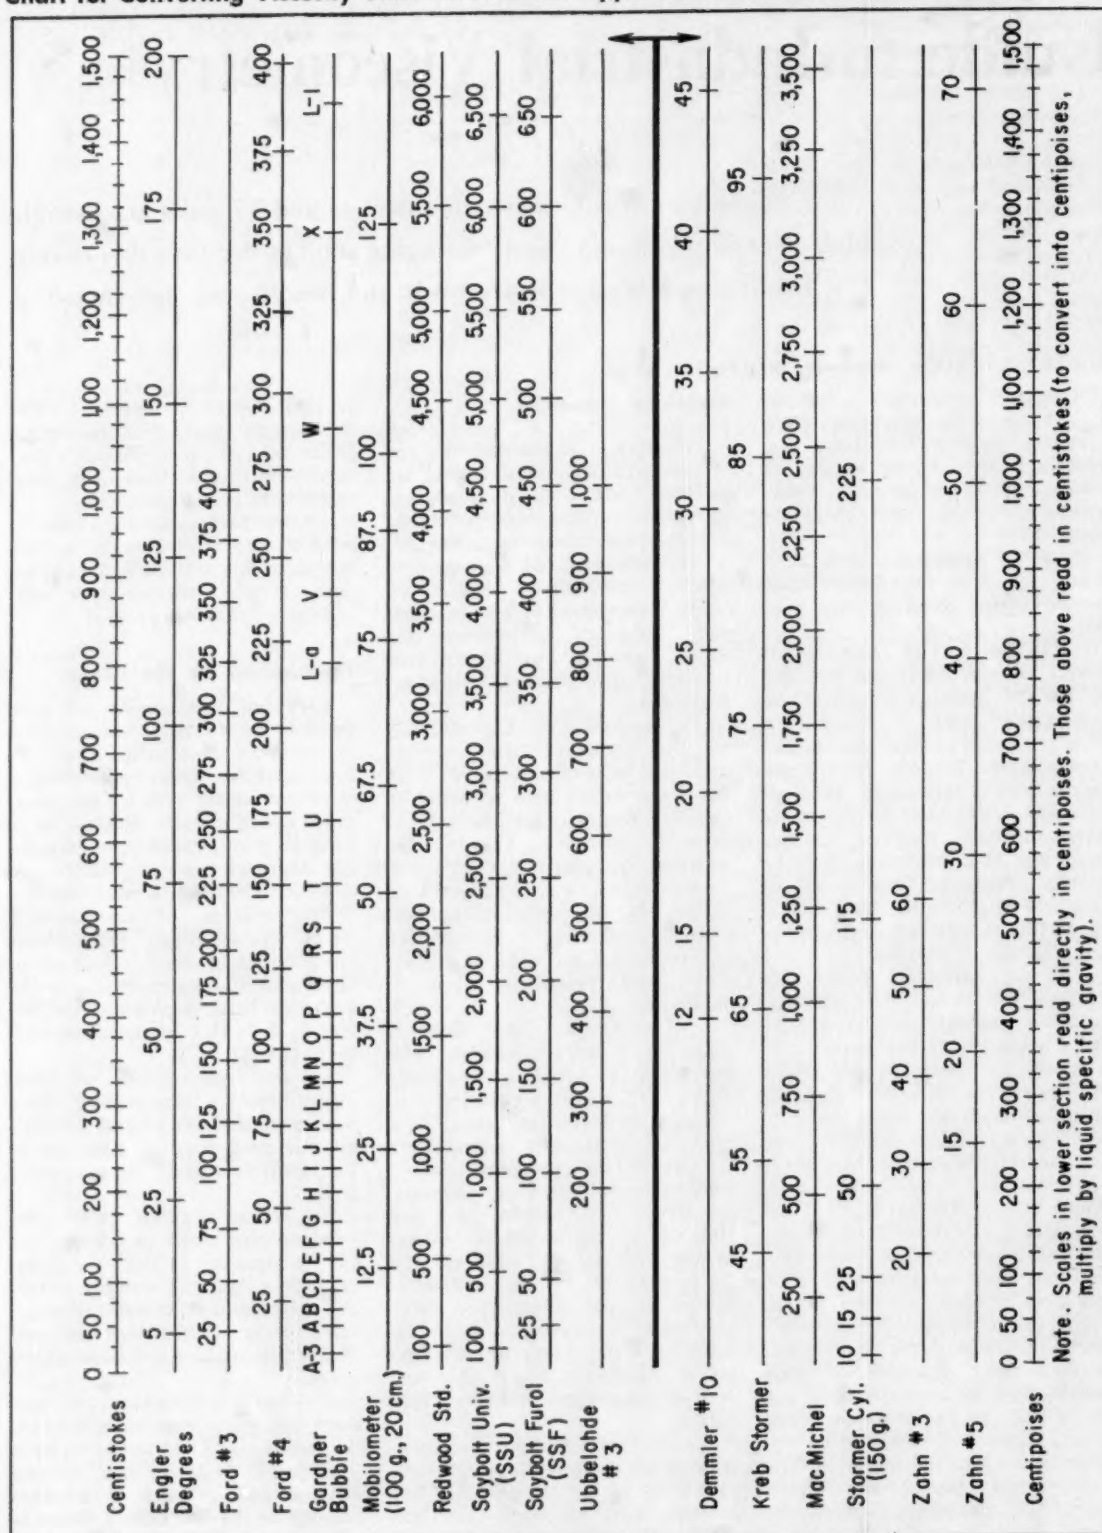 Chart for Converting Viscosity
Centistokes 0 50 100 200 300 400 500 600 700 800 900 1,000 1,100 1,200 1,300 1,400 1,500
Engler 5 25 50 75 100 125 150 175 200
Degrees
Ford #3 25 50 75 100 125 150 175 200 225 250 275 300 325 350 375 400
Ford #4 25 50 75 100 125 150 175 200 225 250 275 300 325 350 375 400
Gardner A-3 A B C D E F G H I J K L M N O P Q R S T U L-a V W X L-I
Bubble
Mobilometer 12.5 25 37.5 50 67.5 75 87.5 100 125
(100 g., 20 cm.)
Redwood Std. 100 500 1,000 1,500 2,000 2,500 3,000 3,500 4,000 4,500 5,000 5,500 6,000
Saybolt Univ. 100 500 1,000 1,500 2,000 2,500 3,000 3,500 4,000 4,500 5,000 5,500 6,000 6,500
(SSU)
Saybolt Furol 25 50 100 150 200 250 300 350 400 450 500 550 600 650
(SSF)
Ubbelohde 200 300 400 500 600 700 800 900 1,000
#3
Demmler #10 12 15 20 25 30 35 40 45
Kreb Stormer 45 55 65 75 85 95
MacMichel 250 500 750 1,000 1,250 1,500 1,750 2,000 2250 2,500 2,750 3,000 3,250 3,500
Stormer Cyl. 10 15 25 50 115 225
(150 g.)
Zahn #3 20 30 40 50 60
Zahn #5 15 20 30 40 50 60 70
Centipoises 0 50 100 200 300 400 500 600 700 800 900 1,000 1,100 1,200 1,300 1,400 1,500
Note. Scales in lower section read directly in centipoises. Those above read in centistokes (to convert into centipoises,
multiply by liquid specific gravity).